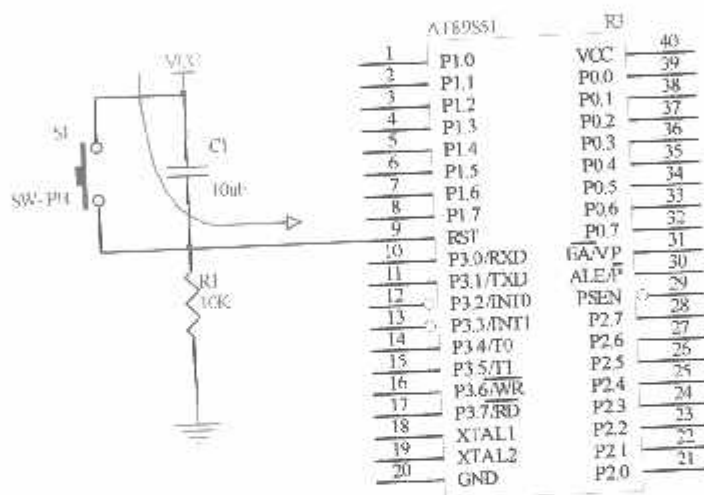 AT89S51
R3
VCC
S1
SW-PB
C1
10uF
R1
10K
1 P1.0
2 P1.1
3 P1.2
4 P1.3
5 P1.4
6 P1.5
7 P1.6
8 P1.7
9 RST
10 P3.0/RXD
11 P3.1/TXD
12 P3.2/INT0
13 P3.3/INT1
14 P3.4/T0
15 P3.5/T1
16 P3.6/WR
17 P3.7/RD
18 XTAL1
19 XTAL2
20 GND
VCC 40
P0.0 39
P0.1 38
P0.2 37
P0.3 36
P0.4 35
P0.5 34
P0.6 33
P0.7 32
EA/VP 31
ALE/P 30
PSEN 29
P2.7 28
P2.6 27
P2.5 26
P2.4 25
P2.3 24
P2.2 23
P2.1 22
P2.0 21